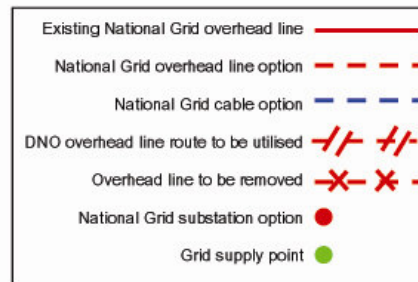 Existing National Grid overhead line
National Grid overhead line option
National Grid cable option
DNO overhead line route to be utilised
Overhead line to be removed
National Grid substation option
Grid supply point